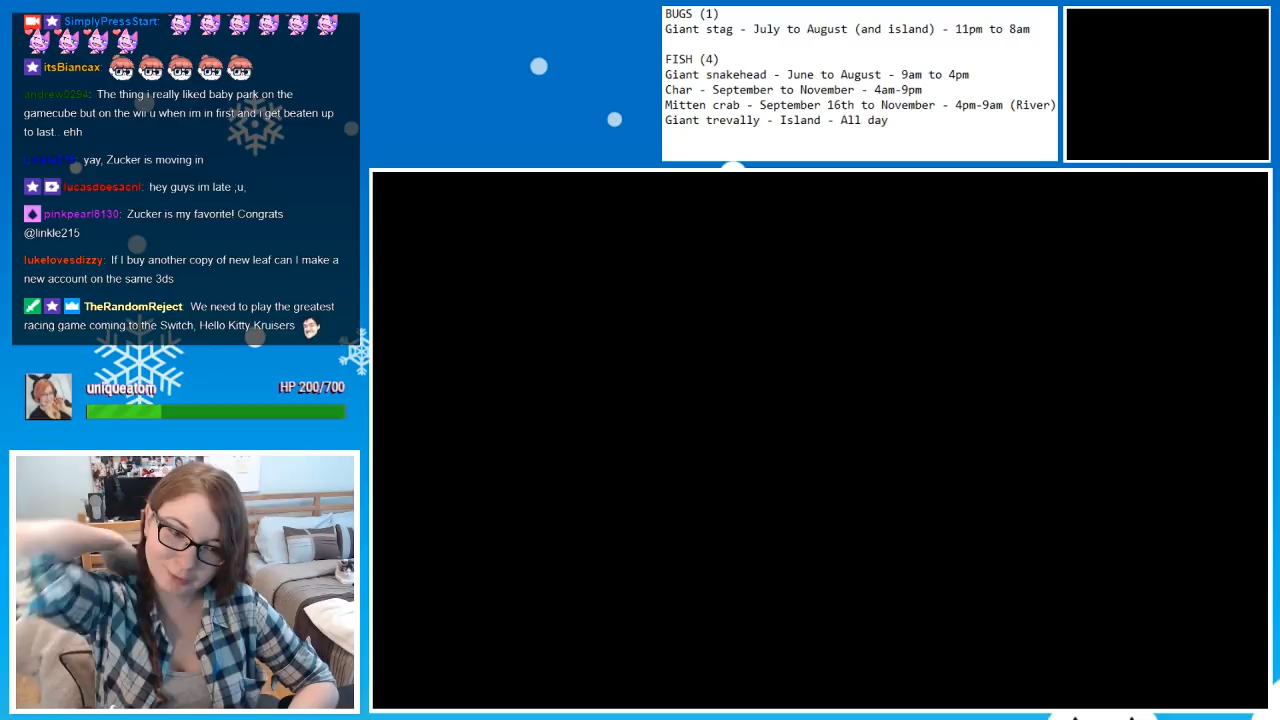 SimplyPressStart:
itsBiancax:
andrew0294: The thing i really liked baby park on the
gamecube but on the wii u when im in first and i get beaten up
to last.. ehh
yay, Zucker is moving in
lucasdoesacnl: hey guys im late ;u;
pinkpearl8130: Zucker is my favorite! Congrats
@linkle215
lukelovesdizzy: If I buy another copy of new leaf can I make a
new account on the same 3ds
TheRandomReject: We need to play the greatest
racing game coming to the Switch, Hello Kitty Kruisers
uniqueatom HP 200/700
BUGS (1)
Giant stag - July to August (and island) - 11pm to 8am
FISH (4)
Giant snakehead - June to August - 9am to 4pm
Char - September to November - 4am-9pm
Mitten crab - September 16th to November - 4pm-9am (River)
Giant trevally - Island - All day